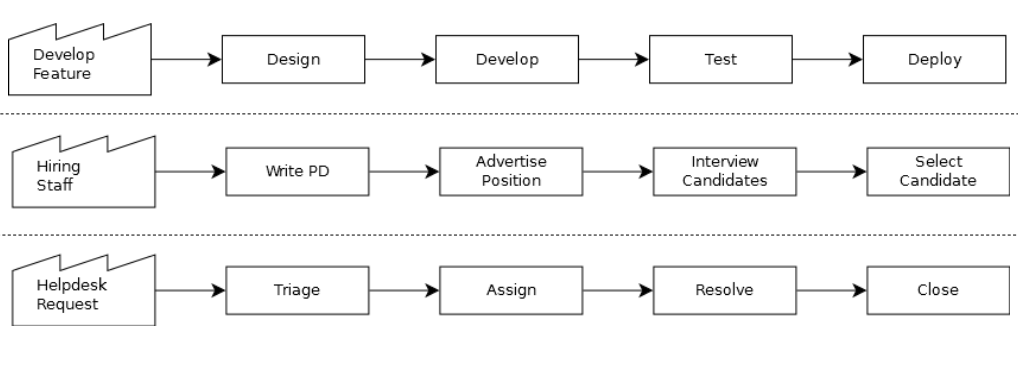 Develop
Feature
Design
Develop
Test
Deploy
Hiring
Staff
Write PD
Advertise
Position
Interview
Candidates
Select
Candidate
Helpdesk
Request
Triage
Assign
Resolve
Close